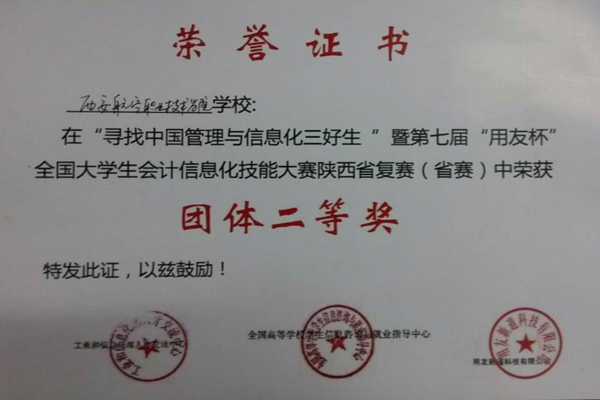 荣誉证书
西安航空职业技术学院学校:
在“寻找中国管理与信息化三好生 ”暨第七届“用友杯”
全国大学生会计信息化技能大赛陕西省复赛（省赛）中荣获
团体二等奖
特发此证，以兹鼓励！
工业和信息化部人才交流中心
全国高等学校学生信息咨询与就业指导中心
用友新道科技有限公司